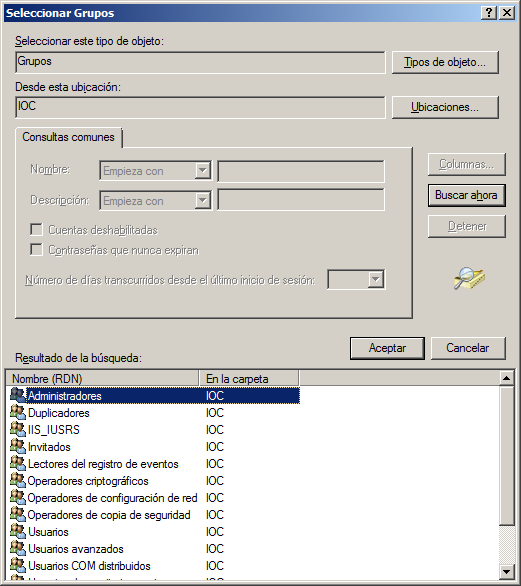 Seleccionar Grupos
Seleccionar este tipo de objeto:
Grupos
Tipos de objeto...
Desde esta ubicación:
IOC
Ubicaciones...
Consultas comunes
Nombre:
Empieza con
Columnas...
Descripción:
Empieza con
Buscar ahora
Cuentas deshabilitadas
Detener
Contraseñas que nunca expiran
Número de días transcurridos desde el último inicio de sesión:
Aceptar
Cancelar
Resultado de la búsqueda:
Nombre (RDN) En la carpeta
Administradores IOC
Duplicadores IOC
IIS_IUSRS IOC
Invitados IOC
Lectores del registro de eventos IOC
Operadores criptográficos IOC
Operadores de configuración de red IOC
Operadores de copia de seguridad IOC
Usuarios IOC
Usuarios avanzados IOC
Usuarios COM distribuidos IOC